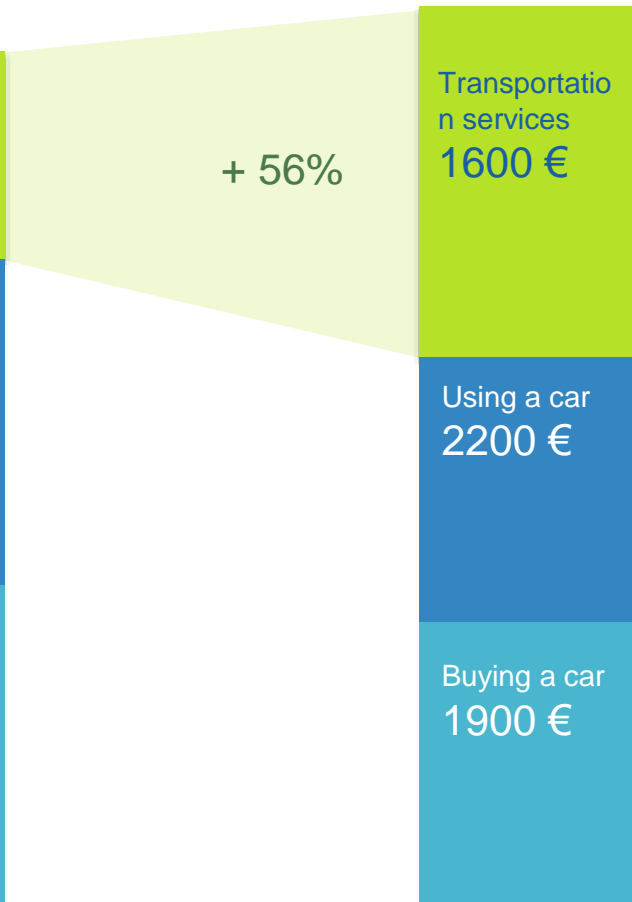 Transportatio
n services
1600 €
+ 56%
Using a car
2200 €
Buying a car
1900 €